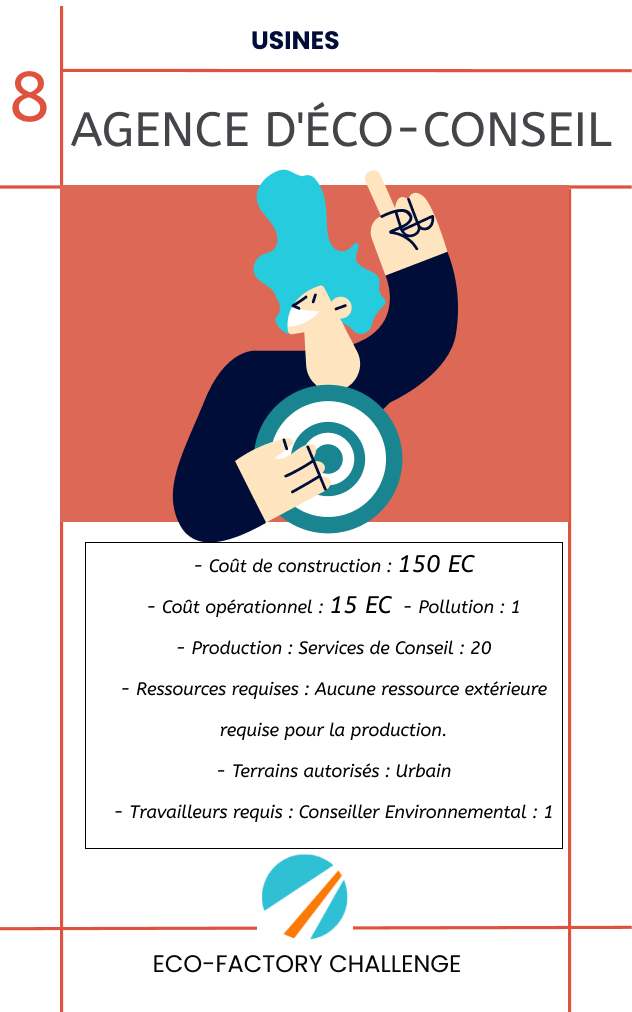 USINES
8
AGENCE D'ÉCO-CONSEIL
- Coût de construction : 150 EC
- Coût opérationnel : 15 EC - Pollution : 1
- Production : Services de Conseil : 20
- Ressources requises : Aucune ressource extérieure
requise pour la production.
- Terrains autorisés : Urbain
- Travailleurs requis : Conseiller Environnemental : 1
ECO-FACTORY CHALLENGE